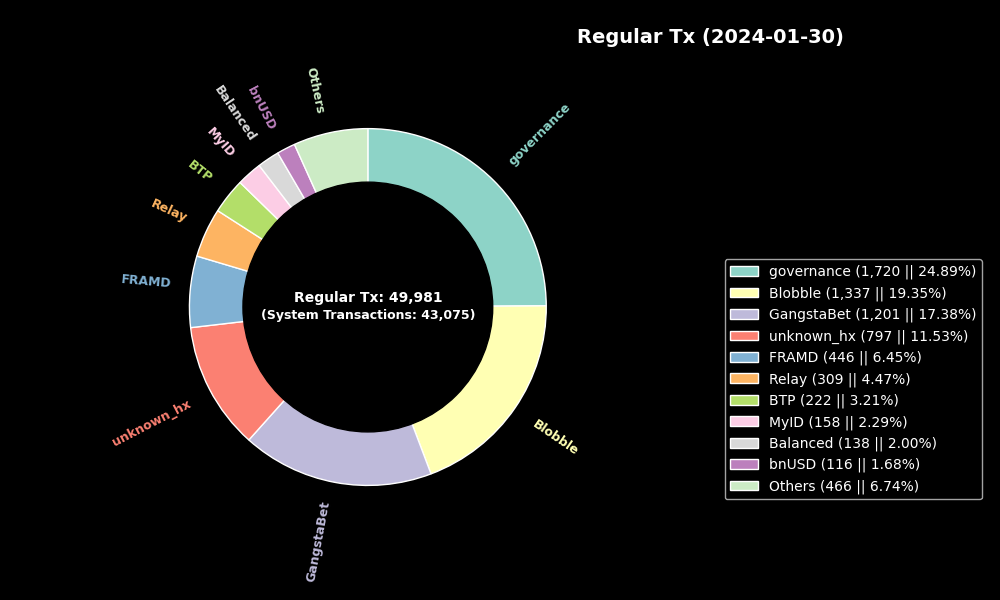 Regular Tx (2024-01-30)
Others
bnUSD
Balanced
MyID
BTP
Relay
FRAMD
unknown_hx
GangstaBet
Blobble
governance
Regular Tx: 49,981
(System Transactions: 43,075)
governance (1,720 || 24.89%)
Blobble (1,337 || 19.35%)
GangstaBet (1,201 || 17.38%)
unknown_hx (797 || 11.53%)
FRAMD (446 || 6.45%)
Relay (309 || 4.47%)
BTP (222 || 3.21%)
MyID (158 || 2.29%)
Balanced (138 || 2.00%)
bnUSD (116 || 1.68%)
Others (466 || 6.74%)